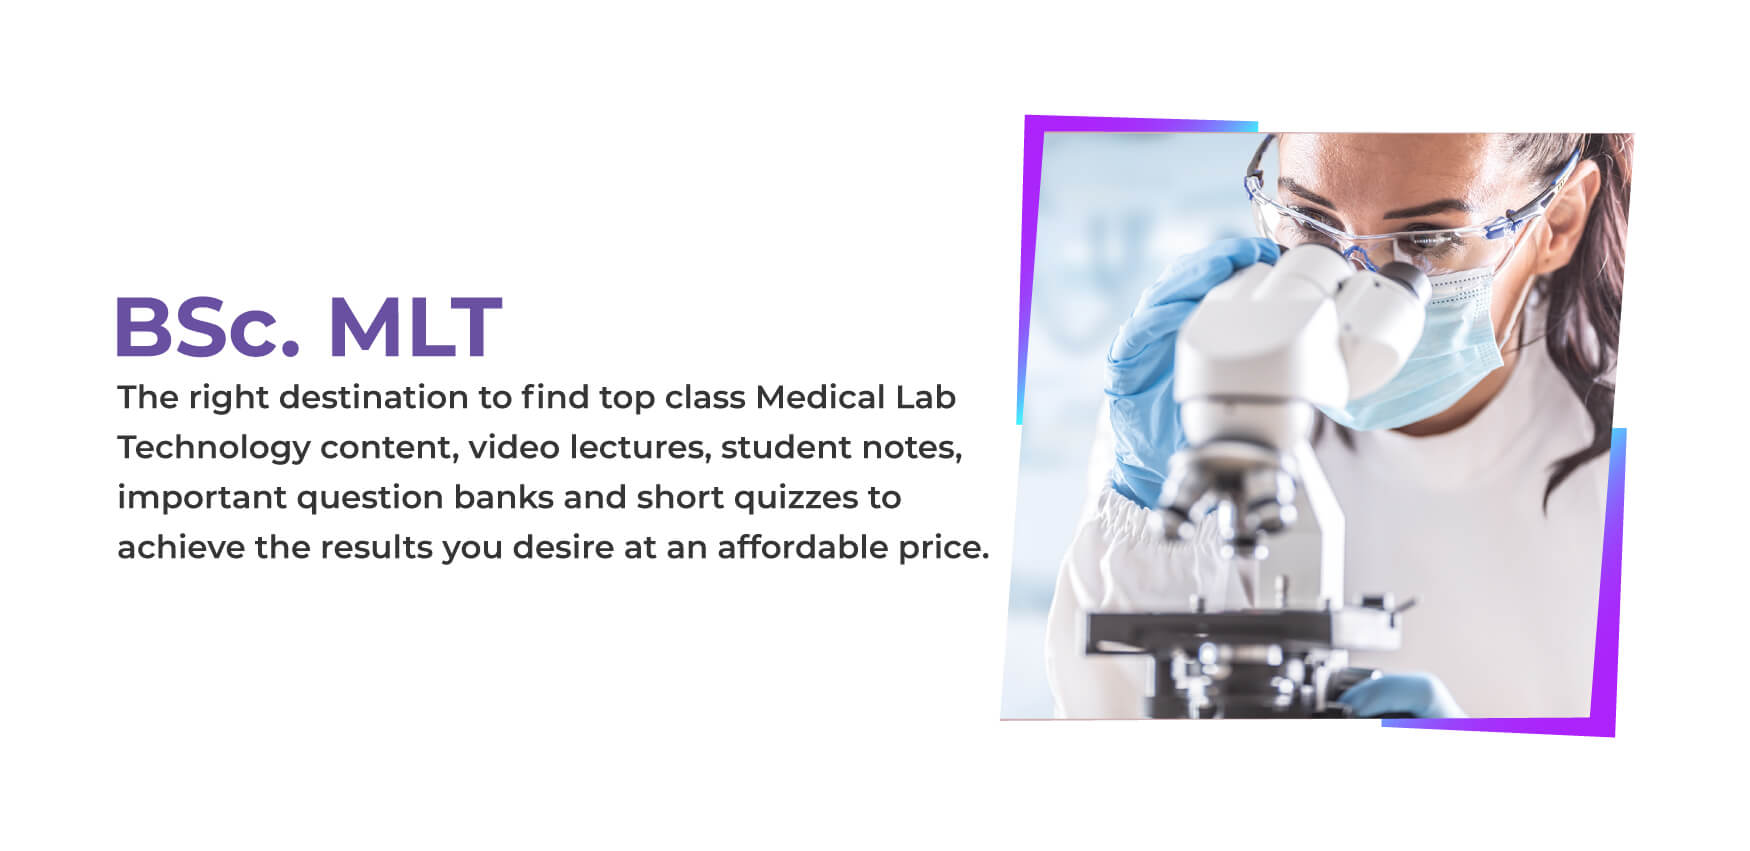 BSc. MLT
The right destination to find top class Medical Lab
Technology content, video lectures, student notes,
important question banks and short quizzes to
achieve the results you desire at an affordable price.